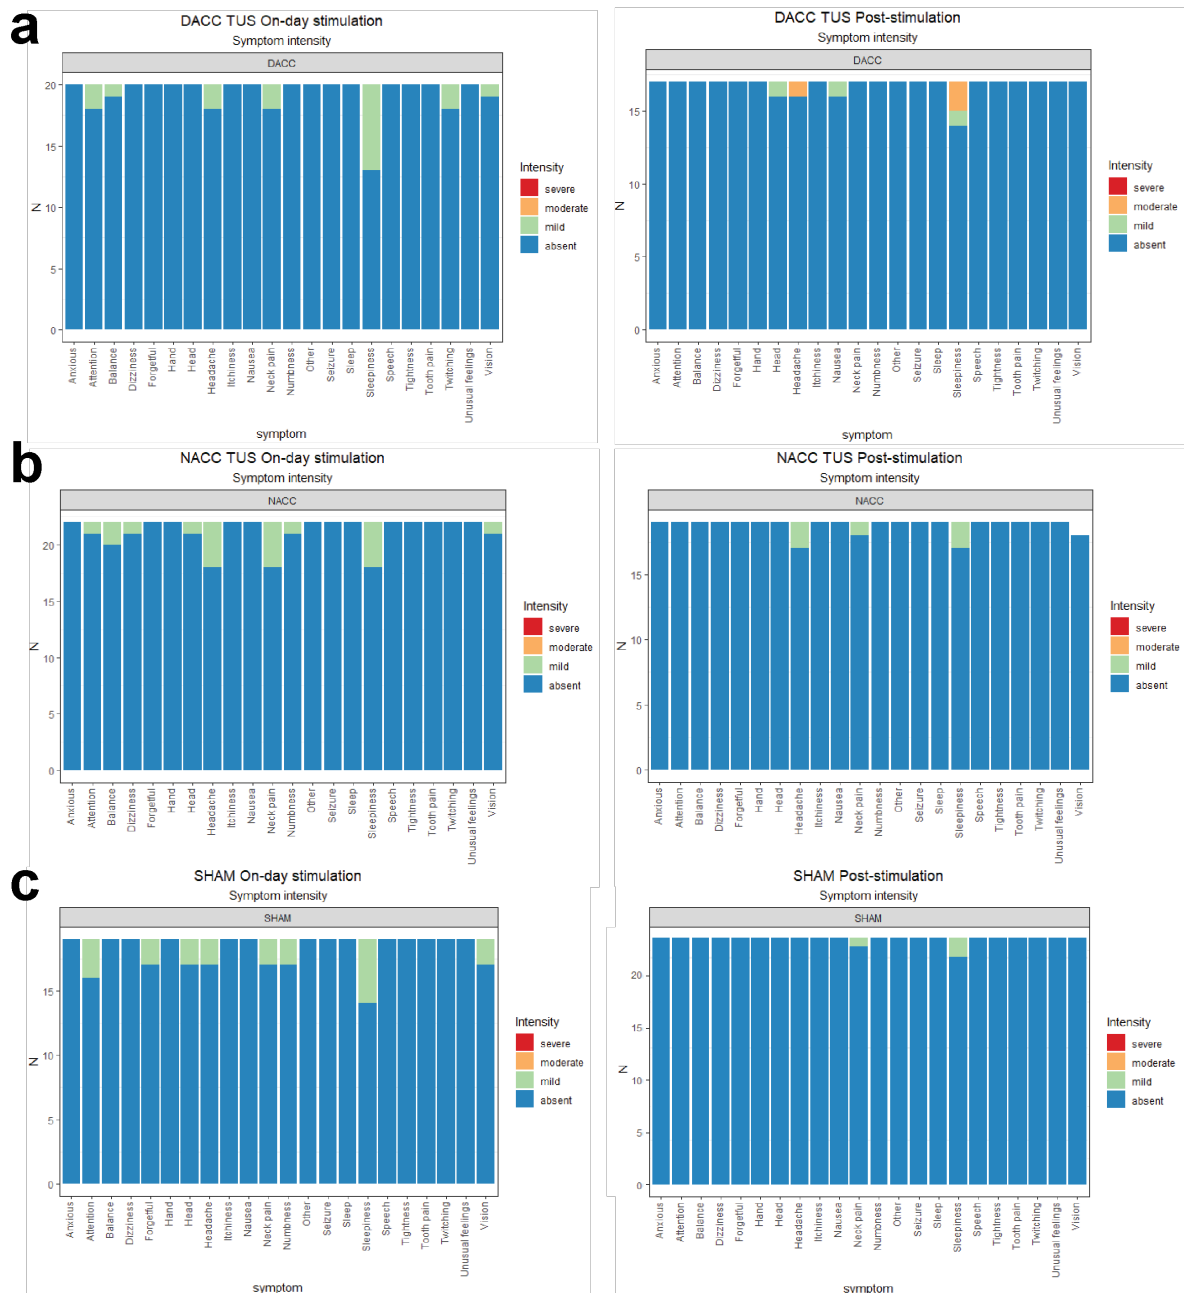 a
DACC TUS On-day stimulation
Symptom intensity
DACC
20
15
10
5
0
N
Anxious
Attention
Balance
Dizziness
Forgetful
Hand
Head
Headache
Itchiness
Nausea
Neck pain
Numbness
Other
Seizure
Sleep
Sleepiness
Speech
Tightness
Tooth pain
Twitching
Unusual feelings
Vision
symptom
Intensity
severe
moderate
mild
absent
DACC TUS Post-stimulation
Symptom intensity
DACC
15
10
5
0
N
Anxious
Attention
Balance
Dizziness
Forgetful
Hand
Head
Headache
Itchiness
Nausea
Neck pain
Numbness
Other
Seizure
Sleep
Sleepiness
Speech
Tightness
Tooth pain
Twitching
Unusual feelings
Vision
symptom
Intensity
severe
moderate
mild
absent
b
NACC TUS On-day stimulation
Symptom intensity
NACC
20
15
10
5
0
N
Anxious
Attention
Balance
Dizziness
Forgetful
Hand
Head
Headache
Itchiness
Nausea
Neck pain
Numbness
Other
Seizure
Sleep
Sleepiness
Speech
Tightness
Tooth pain
Twitching
Unusual feelings
Vision
Intensity
severe
moderate
mild
absent
NACC TUS Post-stimulation
Symptom intensity
NACC
15
10
5
0
N
Anxious
Attention
Balance
Dizziness
Forgetful
Hand
Head
Headache
Itchiness
Nausea
Neck pain
Numbness
Other
Seizure
Sleep
Sleepiness
Speech
Tightness
Tooth pain
Twitching
Unusual feelings
Vision
Intensity
severe
moderate
mild
absent
c
SHAM On-day stimulation
Symptom intensity
SHAM
15
10
5
0
N
Anxious
Attention
Balance
Dizziness
Forgetful
Hand
Head
Headache
Itchiness
Nausea
Neck pain
Numbness
Other
Seizure
Sleep
Sleepiness
Speech
Tightness
Tooth pain
Twitching
Unusual feelings
Vision
symptom
Intensity
severe
moderate
mild
absent
SHAM Post-stimulation
Symptom intensity
SHAM
20
15
10
5
0
N
Anxious
Attention
Balance
Dizziness
Forgetful
Hand
Head
Headache
Itchiness
Nausea
Neck pain
Numbness
Other
Seizure
Sleep
Sleepiness
Speech
Tightness
Tooth pain
Twitching
Unusual feelings
Vision
symptom
Intensity
severe
moderate
mild
absent